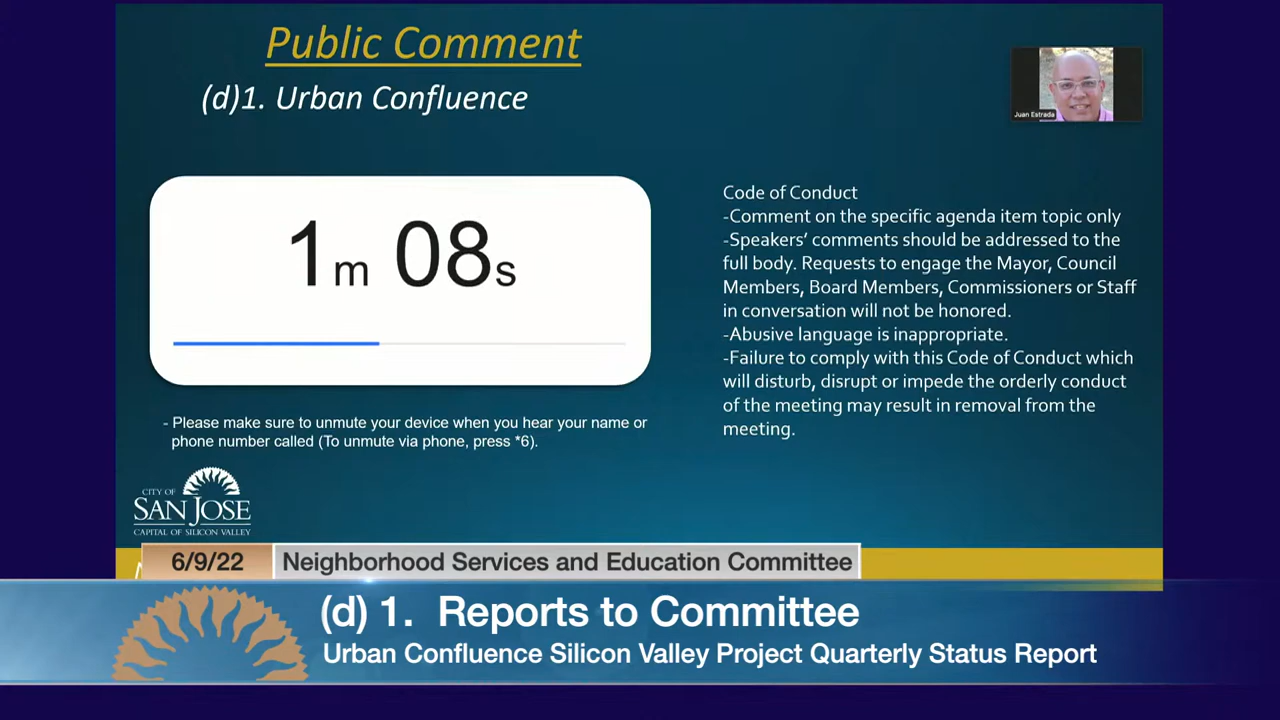 Public Comment
(d)1. Urban Confluence
Juan Estrada
1m 08s
Code of Conduct
-Comment on the specific agenda item topic only
-Speakers’ comments should be addressed to the
full body. Requests to engage the Mayor, Council
Members, Board Members, Commissioners or Staff
in conversation will not be honored.
-Abusive language is inappropriate.
-Failure to comply with this Code of Conduct which
will disturb, disrupt or impede the orderly conduct
of the meeting may result in removal from the
meeting.
- Please make sure to unmute your device when you hear your name or
phone number called (To unmute via phone, press *6).
CITY OF
SAN JOSE
CAPITAL OF SILICON VALLEY
6/9/22
Neighborhood Services and Education Committee
(d) 1. Reports to Committee
Urban Confluence Silicon Valley Project Quarterly Status Report